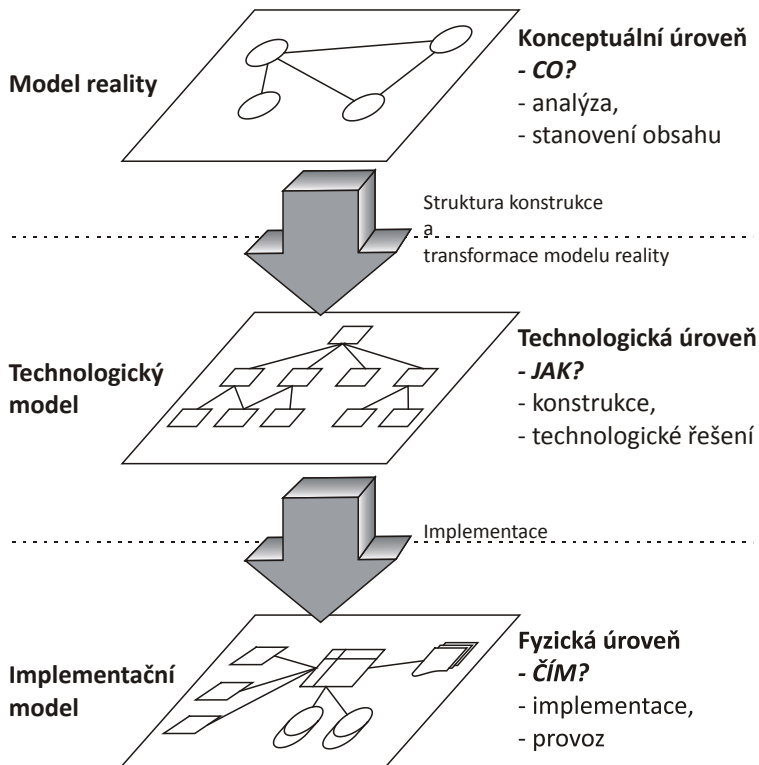 Model reality
Konceptuální úroveň
- CO?
- analýza,
- stanovení obsahu
Struktura konstrukce
a
transformace modelu reality
Technologický
model
Technologická úroveň
- JAK?
- konstrukce,
- technologické řešení
Implementace
Implementační
model
Fyzická úroveň
- ČÍM?
- implementace,
- provoz